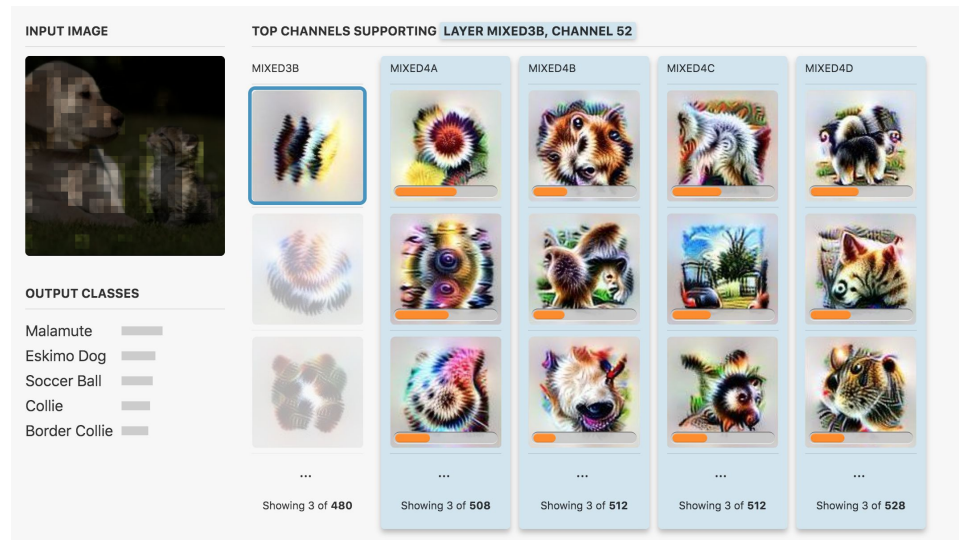 INPUT IMAGE
TOP CHANNELS SUPPORTING LAYER MIXED3B, CHANNEL 52
MIXED3B
MIXED4A
MIXED4B
MIXED4C
MIXED4D
OUTPUT CLASSES
Malamute
Eskimo Dog
Soccer Ball
Collie
Border Collie
...
...
...
...
...
Showing 3 of 480
Showing 3 of 508
Showing 3 of 512
Showing 3 of 512
Showing 3 of 528